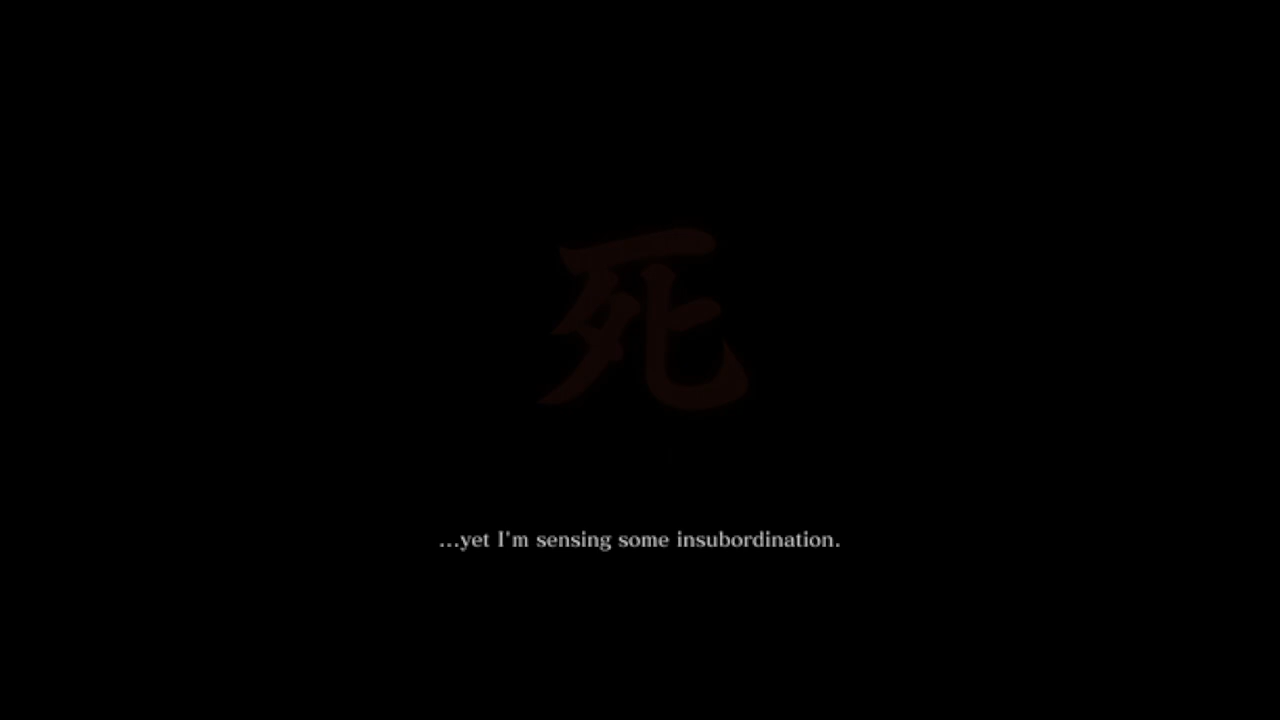 死
...yet I'm sensing some insubordination.